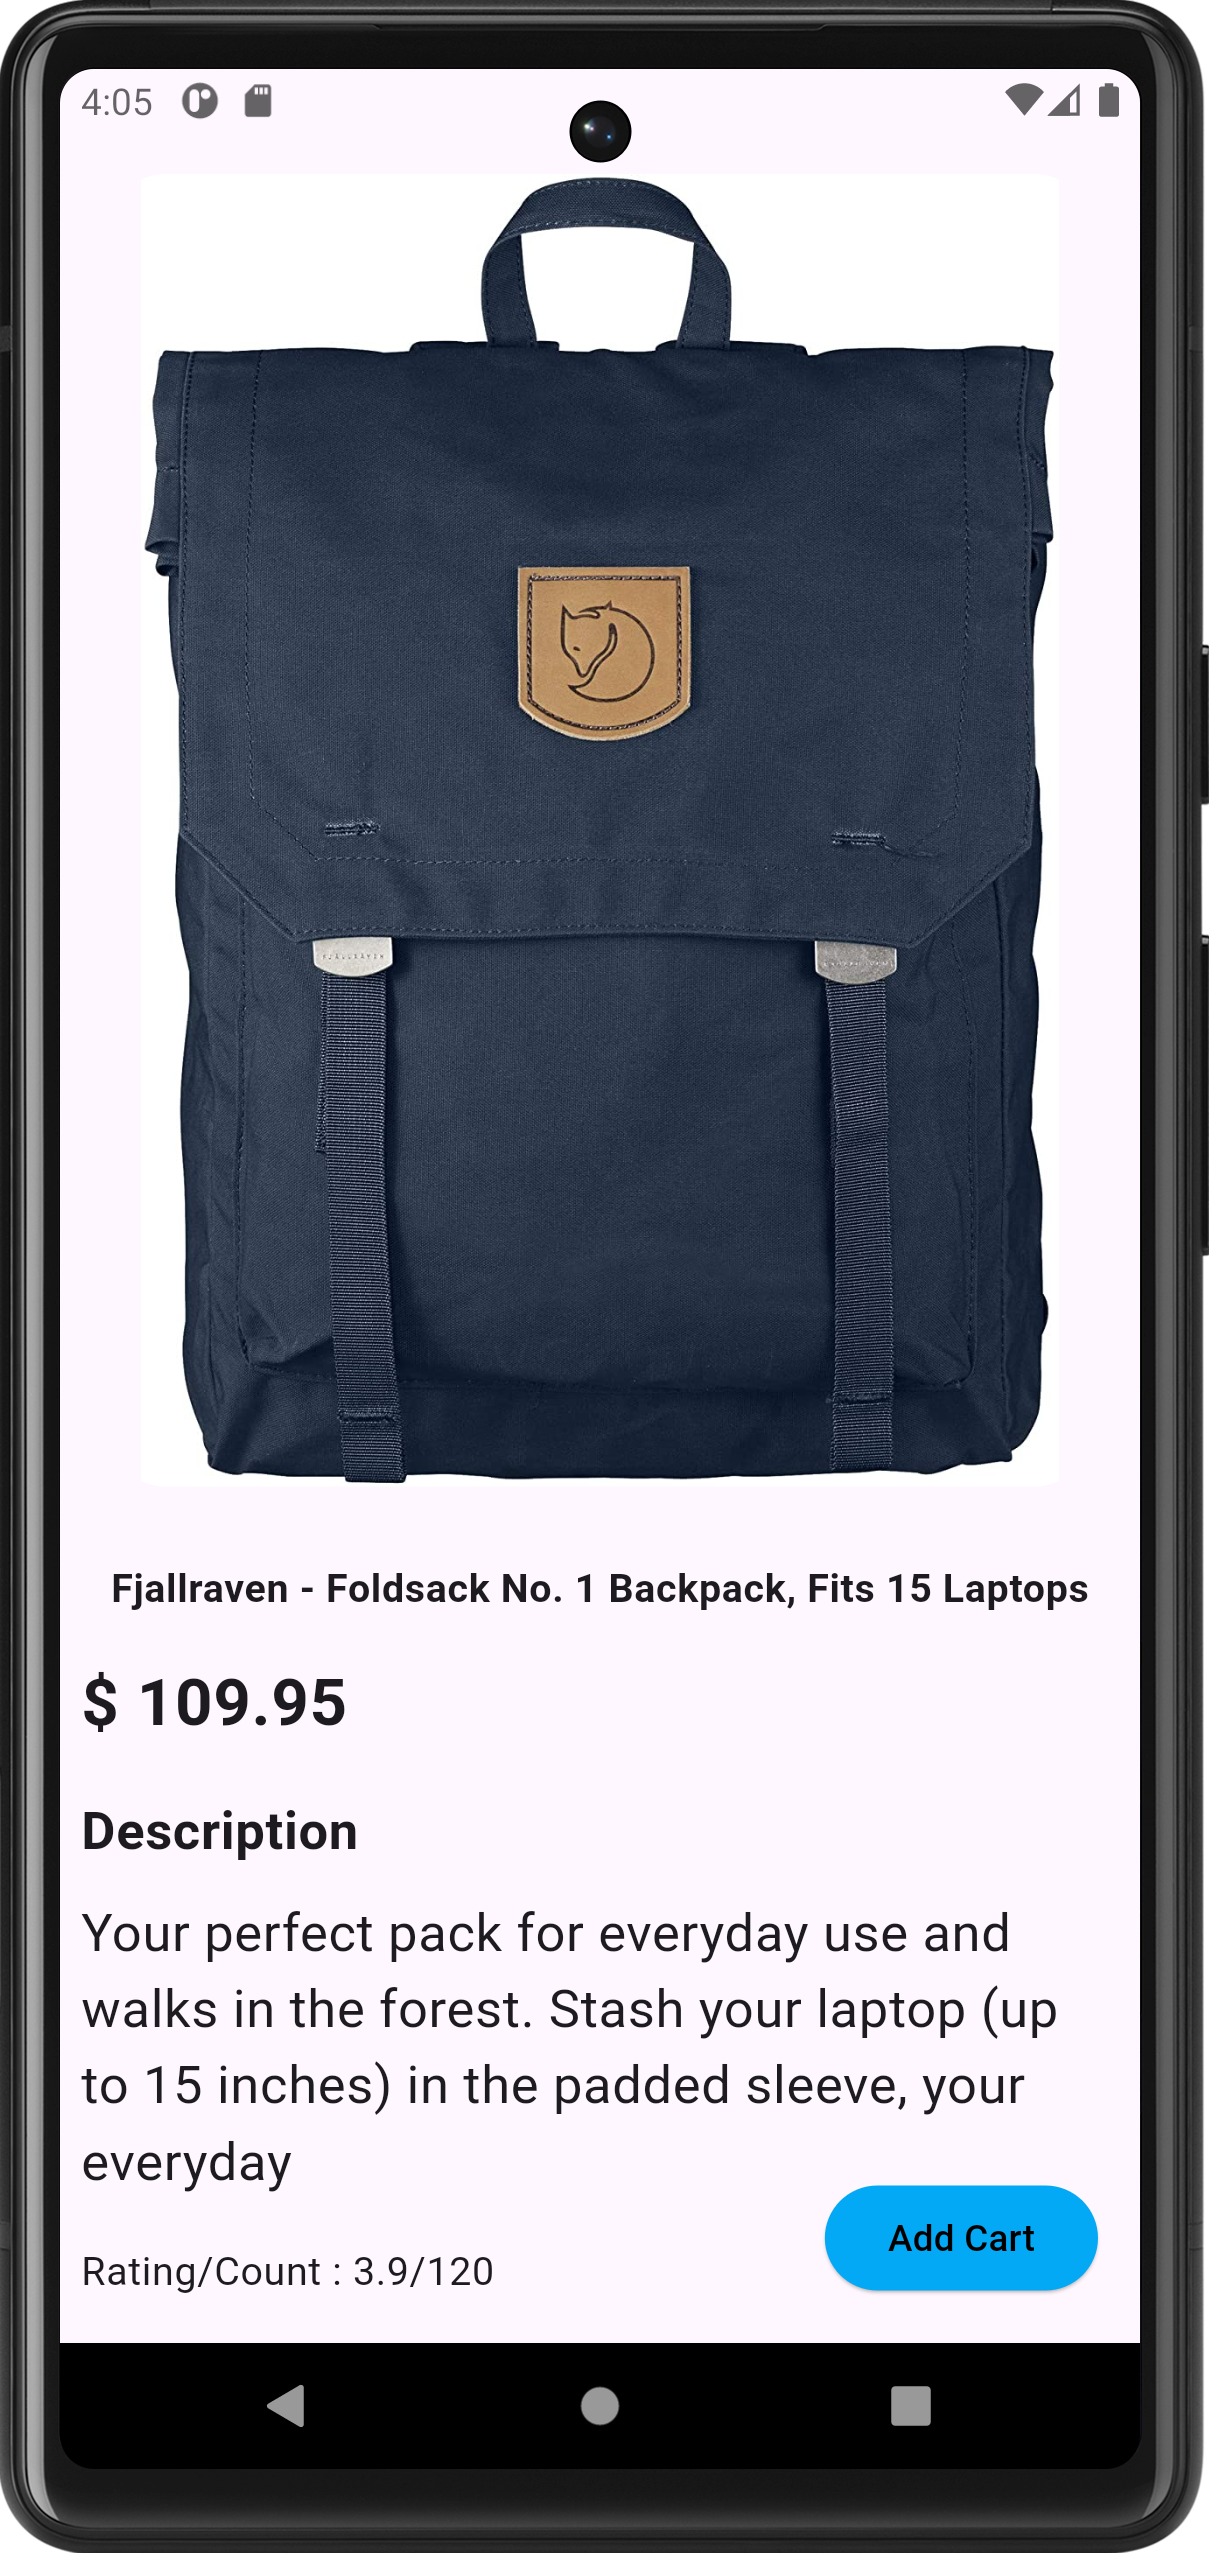 4:05
FJÄLLRÄVEN
Fjallraven - Foldsack No. 1 Backpack, Fits 15 Laptops
$ 109.95
Description
Your perfect pack for everyday use and
walks in the forest. Stash your laptop (up
to 15 inches) in the padded sleeve, your
everyday
Add Cart
Rating/Count : 3.9/120